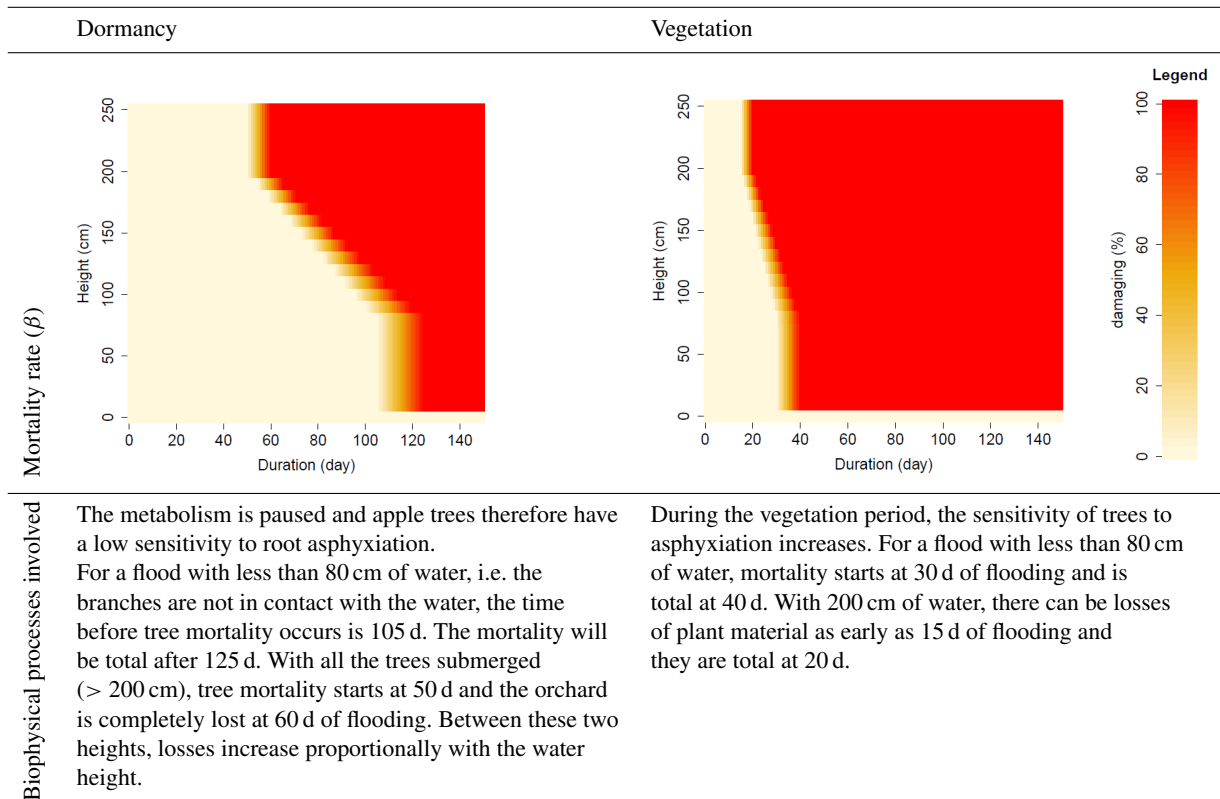 Dormancy
Vegetation
Mortality rate (β)
Height (cm)
250
200
150
100
50
0
0 20 40 60 80 100 120 140
Duration (day)
Height (cm)
250
200
150
100
50
0
0 20 40 60 80 100 120 140
Duration (day)
Legend
damaging (%)
100
80
60
40
20
0
Biophysical processes involved
The metabolism is paused and apple trees therefore have
a low sensitivity to root asphyxiation.
For a flood with less than 80 cm of water, i.e. the
branches are not in contact with the water, the time
before tree mortality occurs is 105 d. The mortality will
be total after 125 d. With all the trees submerged
(> 200 cm), tree mortality starts at 50 d and the orchard
is completely lost at 60 d of flooding. Between these two
heights, losses increase proportionally with the water
height.
During the vegetation period, the sensitivity of trees to
asphyxiation increases. For a flood with less than 80 cm
of water, mortality starts at 30 d of flooding and is
total at 40 d. With 200 cm of water, there can be losses
of plant material as early as 15 d of flooding and
they are total at 20 d.